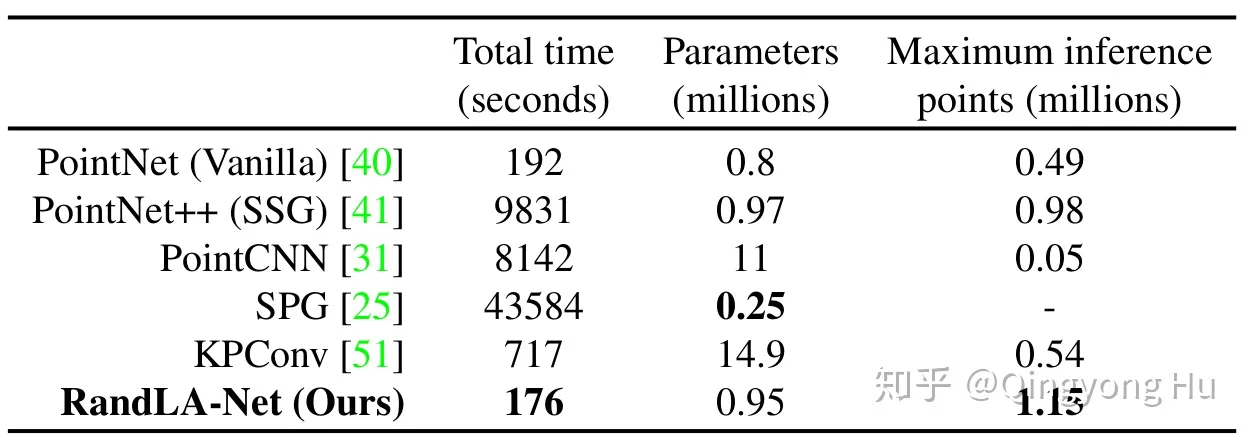 Total time Parameters Maximum inference
(seconds) (millions) points (millions)
PointNet (Vanilla) [40] 192 0.8 0.49
PointNet++ (SSG) [41] 9831 0.97 0.98
PointCNN [31] 8142 11 0.05
SPG [25] 43584 0.25 -
KPConv [51] 717 14.9 0.54
RandLA-Net (Ours) 176 0.95 1.15
知乎 @Qingyong Hu